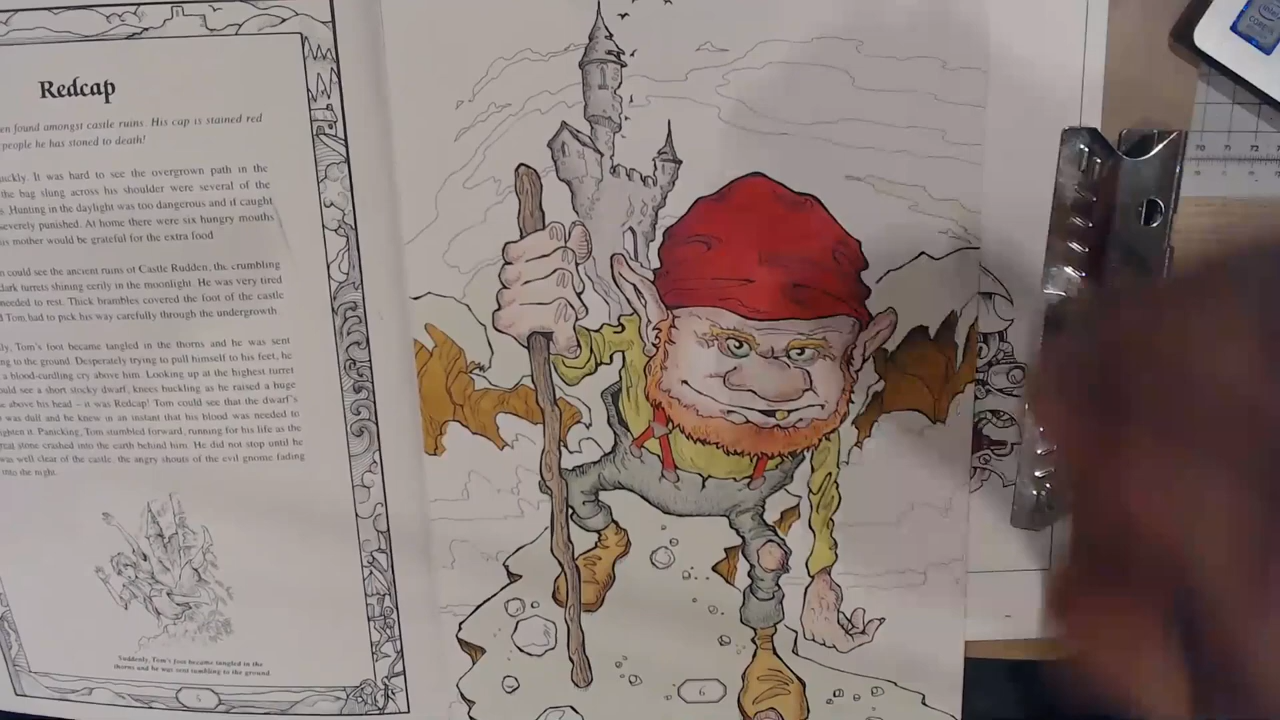 Redcap
en found amongst castle ruins. His cap is stained red
people he has stoned to death!
uickly. It was hard to see the overgrown path in the
the bag slung across his shoulder were several of the
s. Hunting in the daylight was too dangerous and if caught
severely punished. At home there were six hungry mouths
is mother would be grateful for the extra food
n could see the ancient ruins of Castle Rudden, the crumbling
dark turrets shining eerily in the moonlight. He was very tired
needed to rest. Thick brambles covered the foot of the castle
d Tom had to pick his way carefully through the undergrowth.
ly, Tom's foot became tangled in the thorns and he was sent
ng to the ground. Desperately trying to pull himself to his feet, he
a blood-curdling cry above him. Looking up at the highest turret
ould see a short stocky dwarf, knees buckling as he raised a huge
e above his head – it was Redcap! Tom could see that the dwarf's
was dull and he knew in an instant that his blood was needed to
ighten it. Panicking, Tom stumbled forward, running for his life as the
reat stone crashed into the earth behind him. He did not stop until he
was well clear of the castle, the angry shouts of the evil gnome fading
into the night.
Suddenly, Tom's foot became tangled in the
thorns and he was sent tumbling to the ground.
5
6
intel
CORE
70 71 72